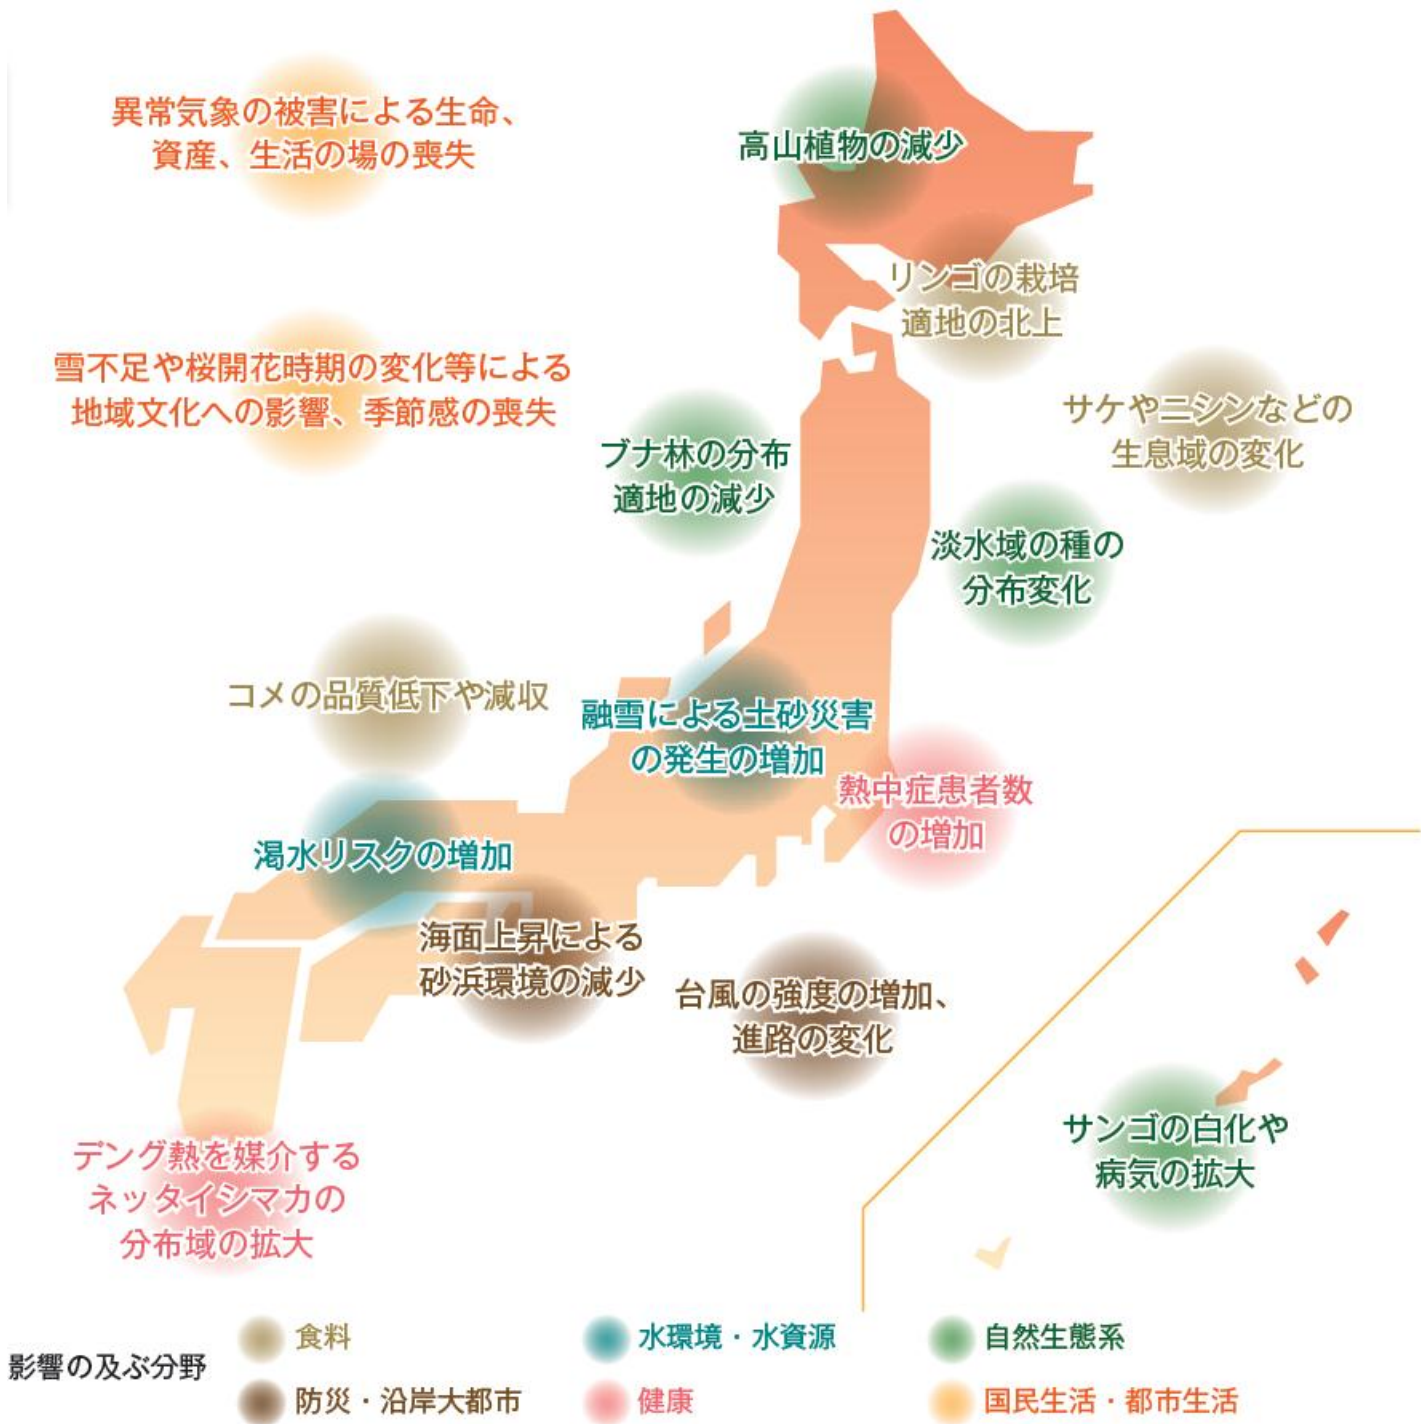 異常気象の被害による生命、
資産、生活の場の喪失
高山植物の減少
リンゴの栽培
適地の北上
雪不足や桜開花時期の変化等による
地域文化への影響、季節感の喪失
サケやニシンなどの
生息域の変化
ブナ林の分布
適地の減少
淡水域の種の
分布変化
コメの品質低下や減収
融雪による土砂災害
の発生の増加
熱中症患者数
の増加
渇水リスクの増加
海面上昇による
砂浜環境の減少
台風の強度の増加、
進路の変化
サンゴの白化や
病気の拡大
デング熱を媒介する
ネッタイシマカの
分布域の拡大
影響の及ぶ分野
食料
水環境・水資源
自然生態系
防災・沿岸大都市
健康
国民生活・都市生活